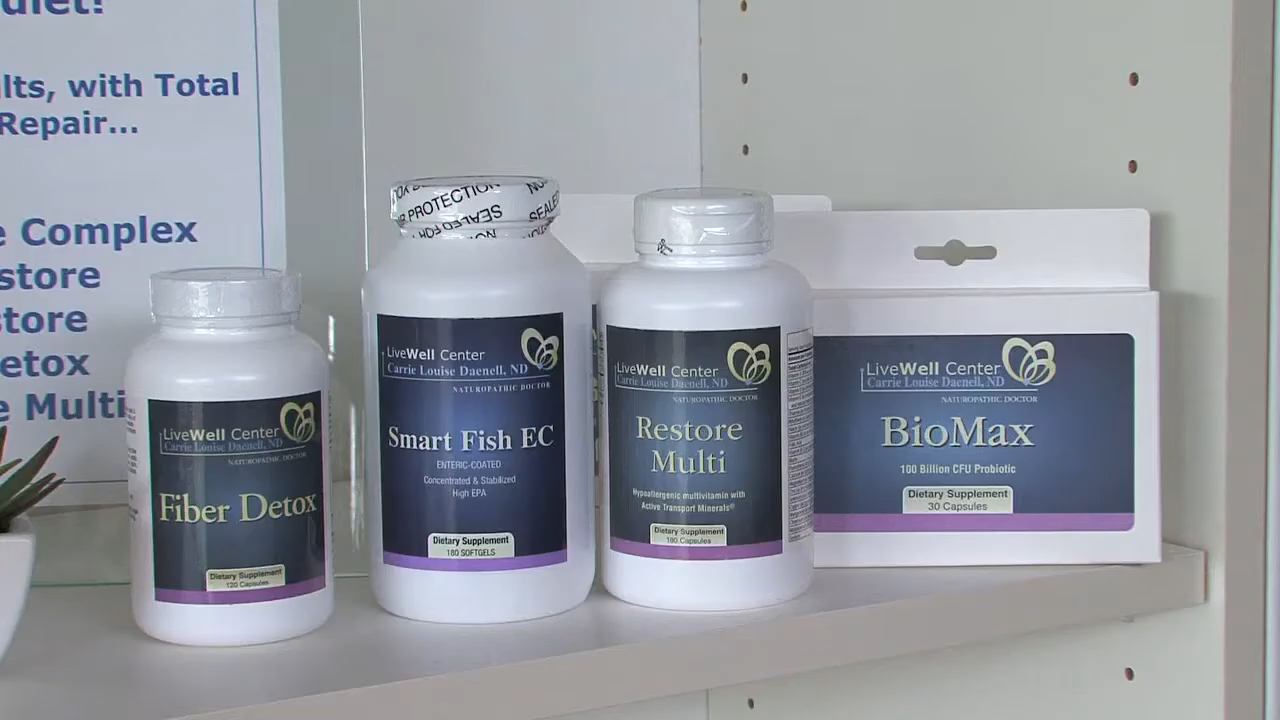 diet!
lts, with Total
Repair...
e Complex
store
store
etox
e Multi
LiveWell Center
Carrie Louise Daenell, ND
NATUROPATHIC DOCTOR
Fiber Detox
Dietary Supplement
120 Capsules
PROTECTION
SEALED
SEALED FOR
LiveWell Center
Carrie Louise Daenell, ND
NATUROPATHIC DOCTOR
Smart Fish EC
ENTERIC-COATED
Concentrated & Stabilized
High EPA
Dietary Supplement
180 SOFTGELS
LiveWell Center
Carrie Louise Daenell, ND
NATUROPATHIC DOCTOR
Restore
Multi
Hypoallergenic multivitamin with
Active Transport Minerals®
Dietary Supplement
180 Capsules
LiveWell Center
Carrie Louise Daenell, ND
NATUROPATHIC DOCTOR
BioMax
100 Billion CFU Probiotic
Dietary Supplement
30 Capsules